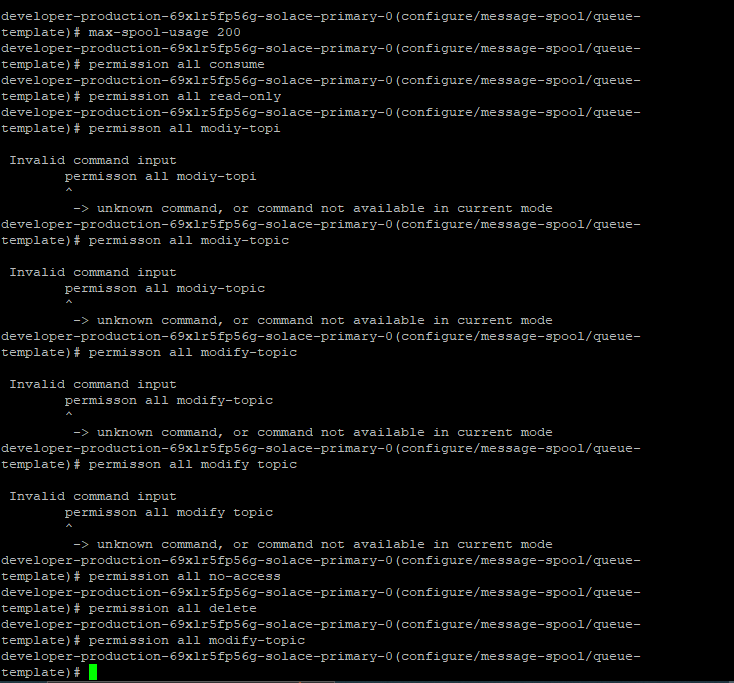 developer-production-69xlr5fp56g-solace-primary-0(configure/message-spool/queue-
template)# max-spool-usage 200
developer-production-69xlr5fp56g-solace-primary-0(configure/message-spool/queue-
template)# permission all consume
developer-production-69xlr5fp56g-solace-primary-0(configure/message-spool/queue-
template)# permission all read-only
developer-production-69xlr5fp56g-solace-primary-0(configure/message-spool/queue-
template)# permisson all modiy-topi
Invalid command input
permisson all modiy-topi
^
-> unknown command, or command not available in current mode
developer-production-69xlr5fp56g-solace-primary-0(configure/message-spool/queue-
template)# permisson all modiy-topic
Invalid command input
permisson all modiy-topic
^
-> unknown command, or command not available in current mode
developer-production-69xlr5fp56g-solace-primary-0(configure/message-spool/queue-
template)# permisson all modify-topic
Invalid command input
permisson all modify-topic
^
-> unknown command, or command not available in current mode
developer-production-69xlr5fp56g-solace-primary-0(configure/message-spool/queue-
template)# permisson all modify topic
Invalid command input
permisson all modify topic
^
-> unknown command, or command not available in current mode
developer-production-69xlr5fp56g-solace-primary-0(configure/message-spool/queue-
template)# permission all no-access
developer-production-69xlr5fp56g-solace-primary-0(configure/message-spool/queue-
template)# permission all delete
developer-production-69xlr5fp56g-solace-primary-0(configure/message-spool/queue-
template)# permission all modify-topic
developer-production-69xlr5fp56g-solace-primary-0(configure/message-spool/queue-
template)#